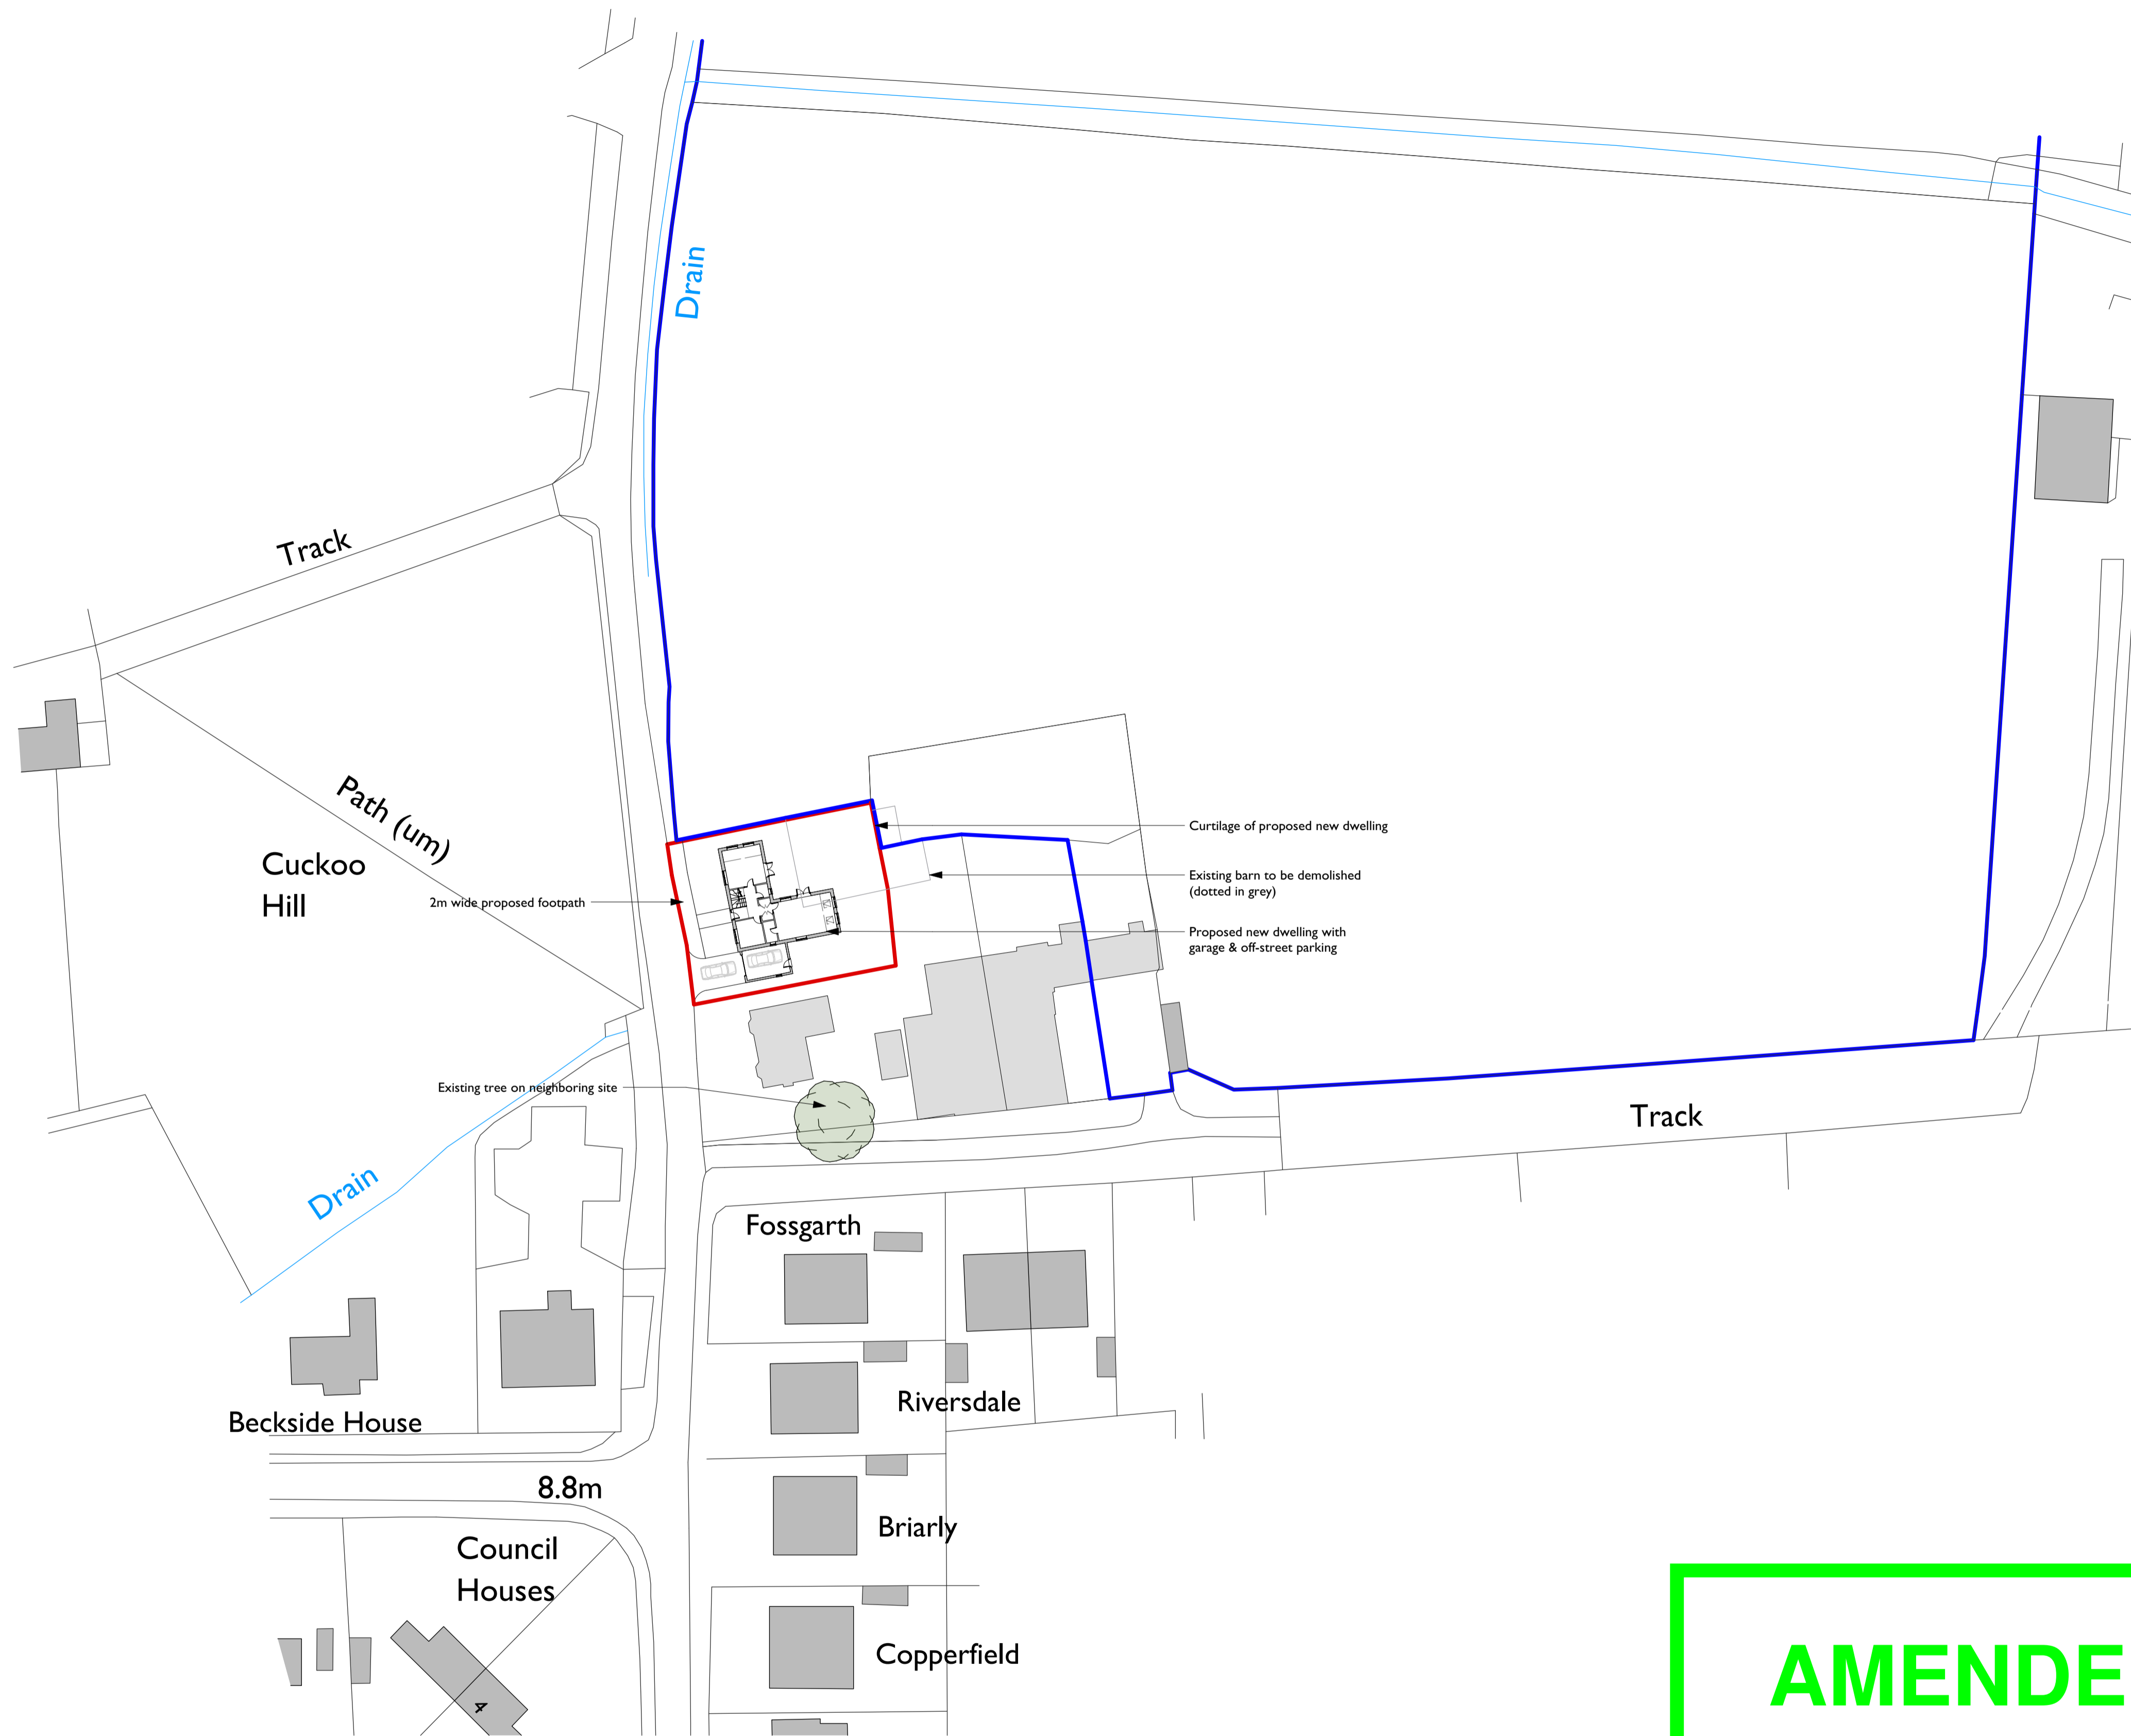 Drain
Track
Path (um)
Cuckoo
Hill
Curtilage of proposed new dwelling
Existing barn to be demolished
(dotted in grey)
2m wide proposed footpath
Proposed new dwelling with
garage & off-street parking
Existing tree on neighboring site
Track
Drain
Fossgarth
Riversdale
Beckside House
8.8m
Briarly
Council
Houses
Copperfield
4
AMENDE